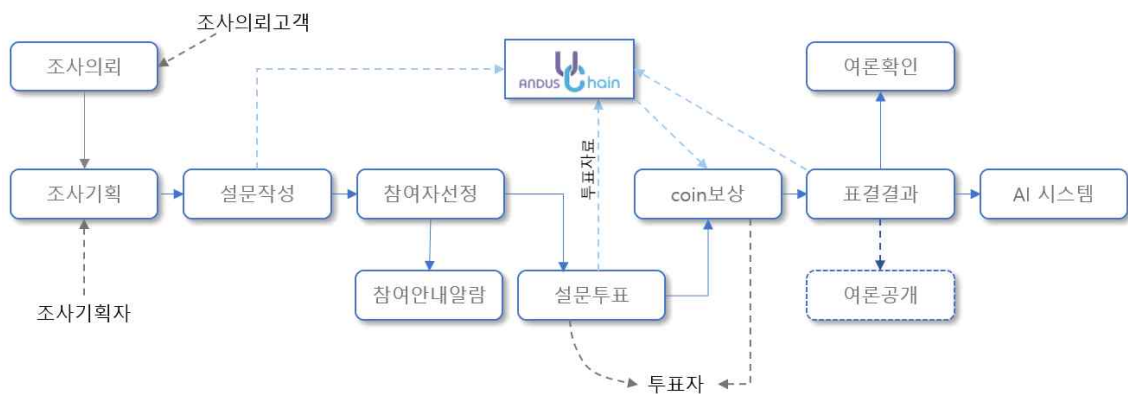 조사의뢰고객
조사의뢰
ANDUS Chain
여론확인
투표자료
조사기획
설문작성
참여자선정
coin보상
표결결과
AI 시스템
참여안내알람
설문투표
여론공개
조사기획자
투표자